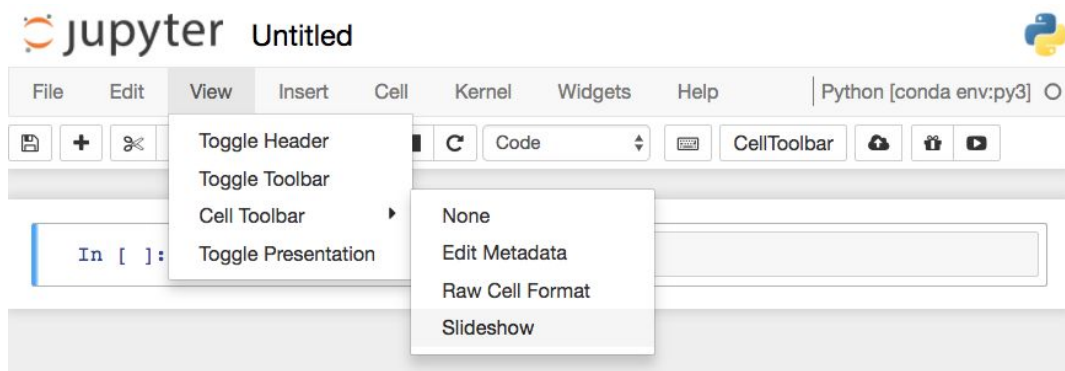 jupyter Untitled
File Edit View Insert Cell Kernel Widgets Help Python [conda env:py3]
Code CellToolbar
Toggle Header
Toggle Toolbar
Cell Toolbar
Toggle Presentation
None
Edit Metadata
Raw Cell Format
Slideshow
In [ ]: